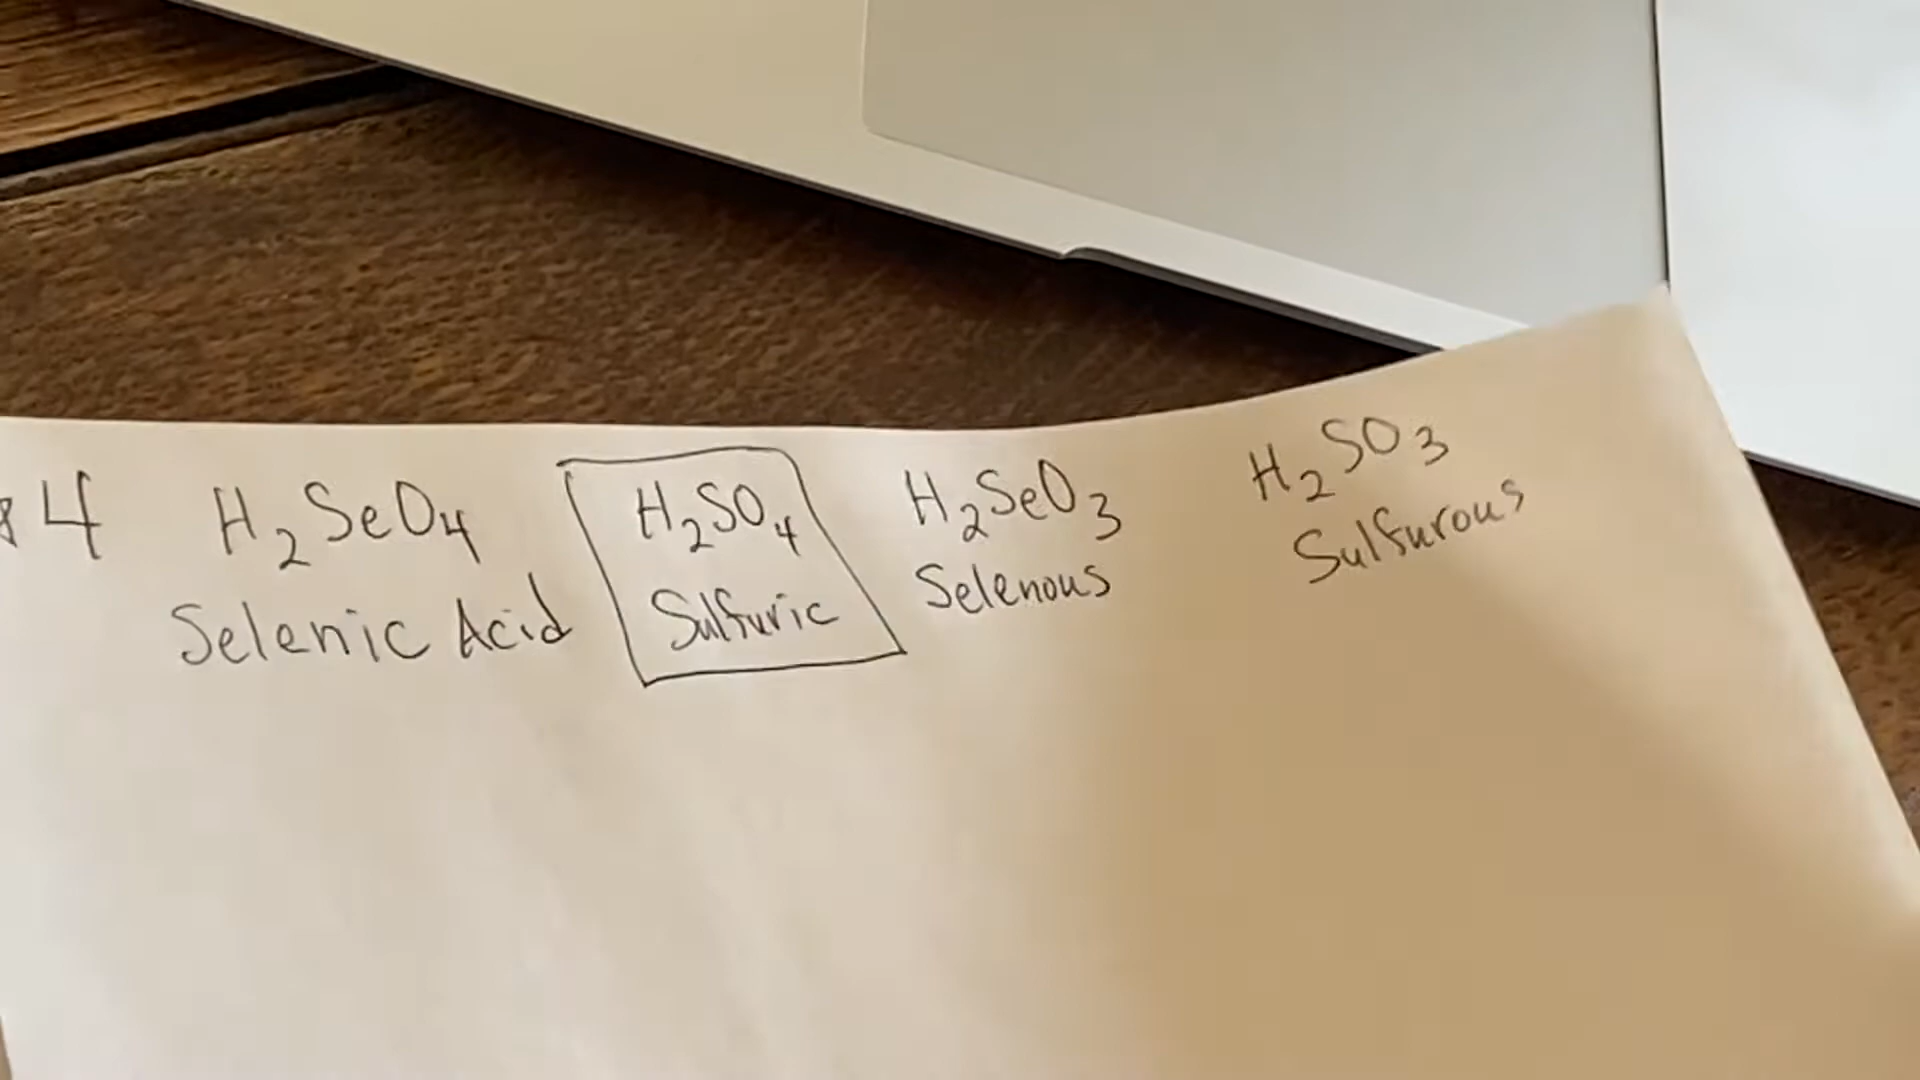 4 H₂SeO₄ H₂SO₄ H₂SeO₃ H₂SO₃
Selenic Acid Sulfuric Selenous Sulfurous